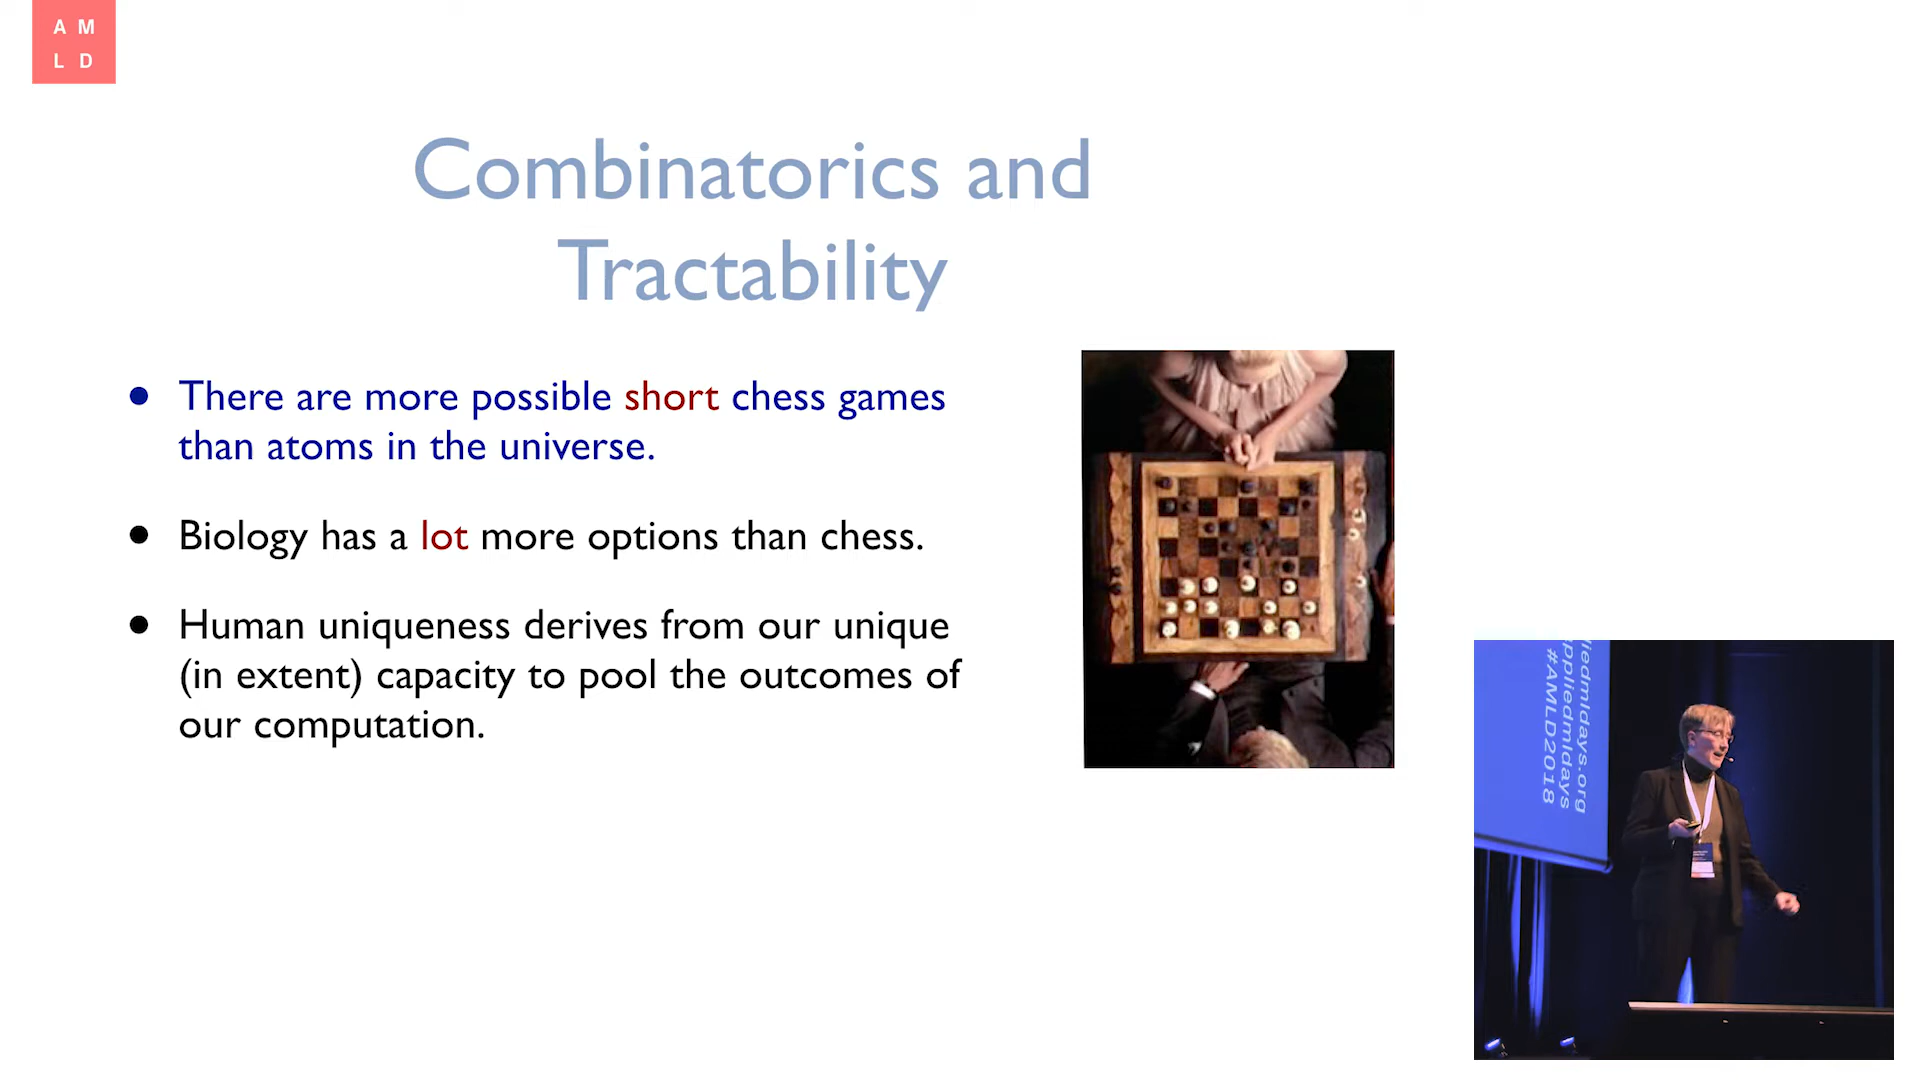 A M
L D
Combinatorics and
Tractability
• There are more possible short chess games
than atoms in the universe.
• Biology has a lot more options than chess.
• Human uniqueness derives from our unique
(in extent) capacity to pool the outcomes of
our computation.
iedmldays.org
ppliedmldays
#AMLD2018